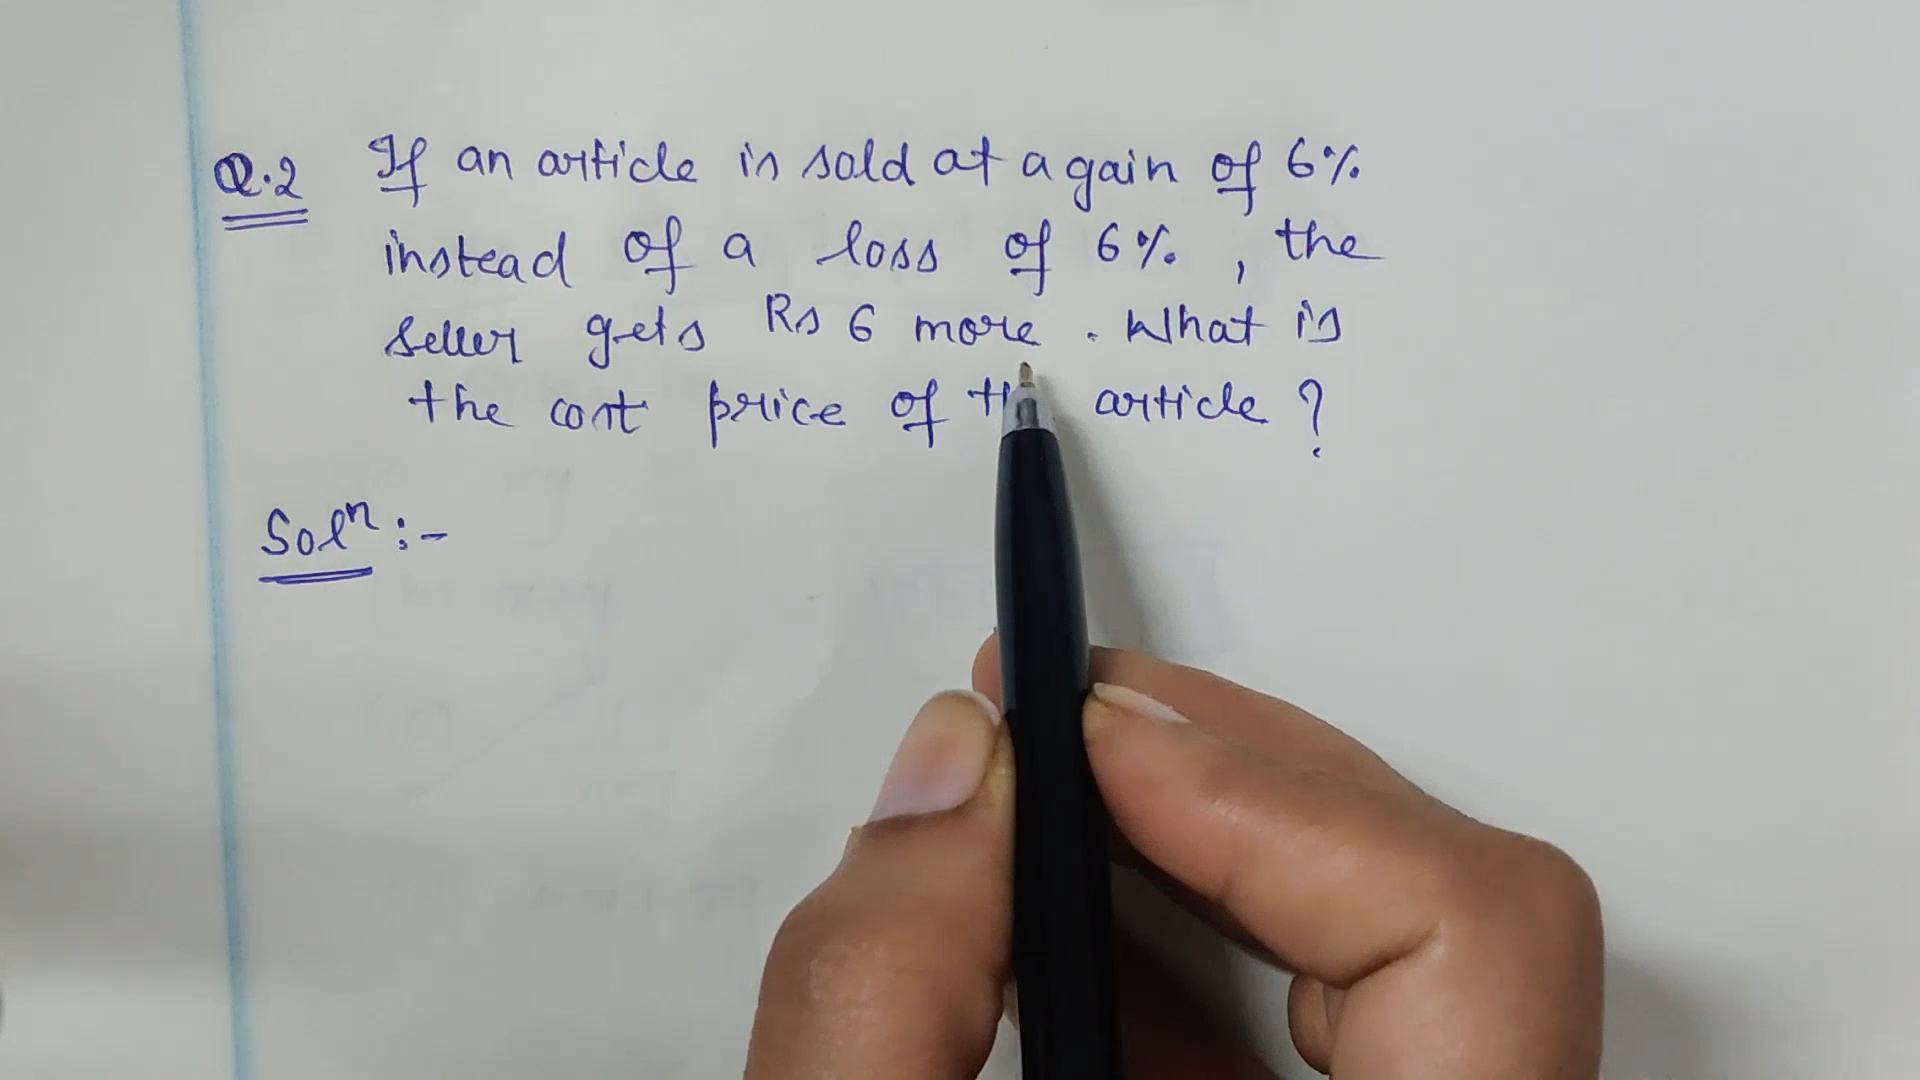 Q.2 If an article is sold at a gain of 6%
instead of a loss of 6%, the
seller gets Rs 6 more. What is
the cost price of article?
Solⁿ:-